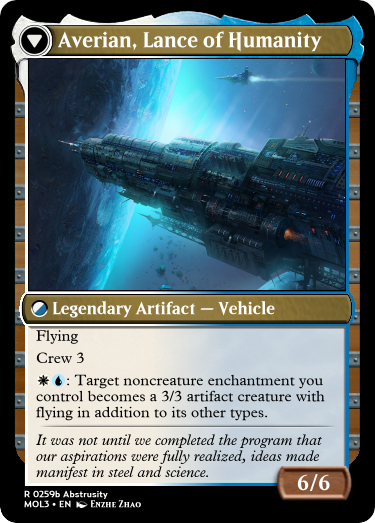 Averian, Lance of Humanity
Legendary Artifact — Vehicle
Flying
Crew 3
: Target noncreature enchantment you
control becomes a 3/3 artifact creature with
flying in addition to its other types.
It was not until we completed the program that
our aspirations were fully realized, ideas made
manifest in steel and science.
6/6
R 0259b Abstrusity
MOL3 • EN Enzhe Zhao